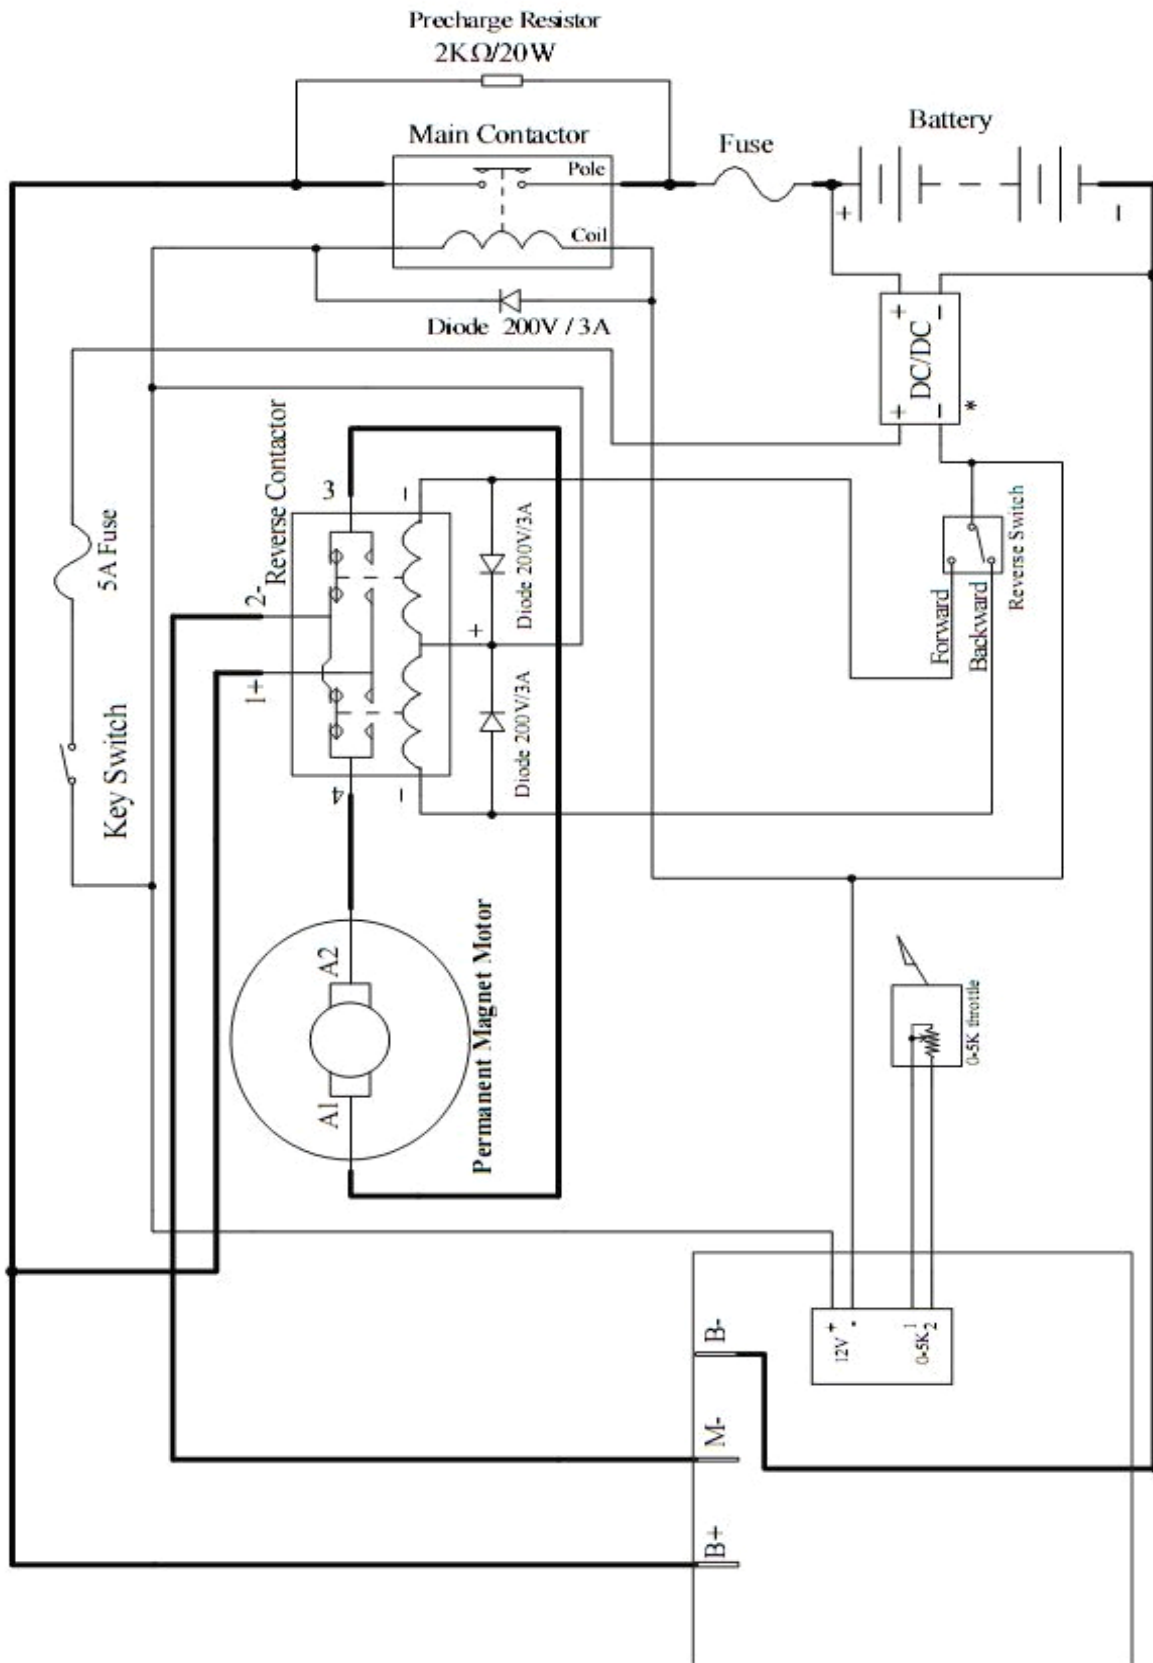 Precharge Resistor
2KΩ/20W
Main Contactor
Pole
Coil
Fuse
Battery
+
−
Diode 200V / 3A
+ −
DC/DC
+ −
*
Reverse Contactor
3
−
Diode 200V/3A
+
Diode 200V/3A
−
4
2-
1+
5A Fuse
Key Switch
Reverse Switch
Forward
Backward
A2
A1
Permanent Magnet Motor
0-5K throttle
12V + -
0-5K 1 2
B-
M-
B+